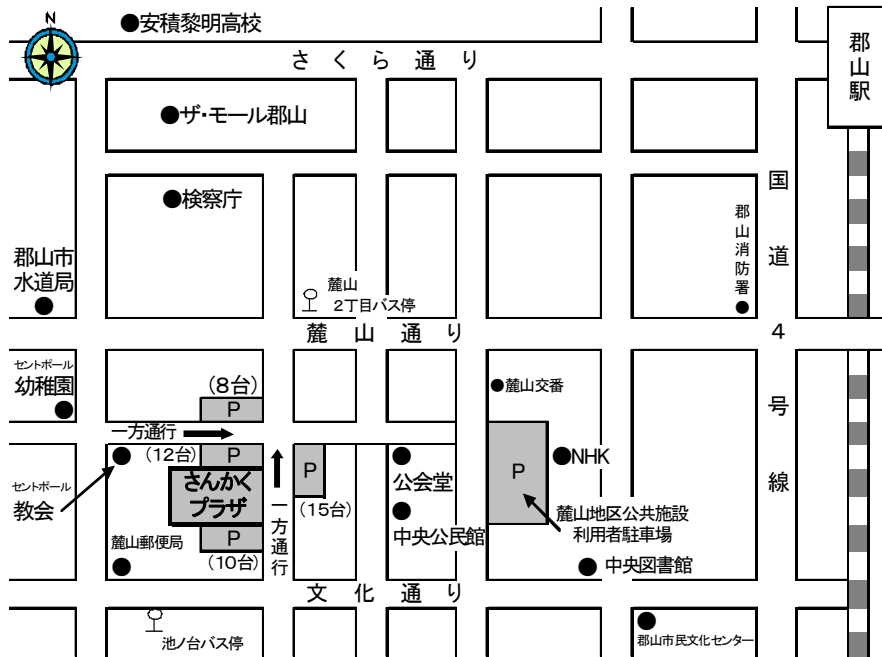 N
●安積黎明高校
さくら通り
郡山駅
●ザ・モール郡山
●検察庁
国道4号線
郡山消防署
郡山市
水道局
麓山
2丁目バス停
麓山通り
セントポール
幼稚園
(8台)
P
●麓山交番
一方通行
(12台)
P
さんかく
プラザ
P
(10台)
一方通行
P
(15台)
公会堂
中央公民館
P
●NHK
麓山地区公共施設
利用者駐車場
セントポール
教会
麓山郵便局
●中央図書館
文化通り
池ノ台バス停
郡山市民文化センター